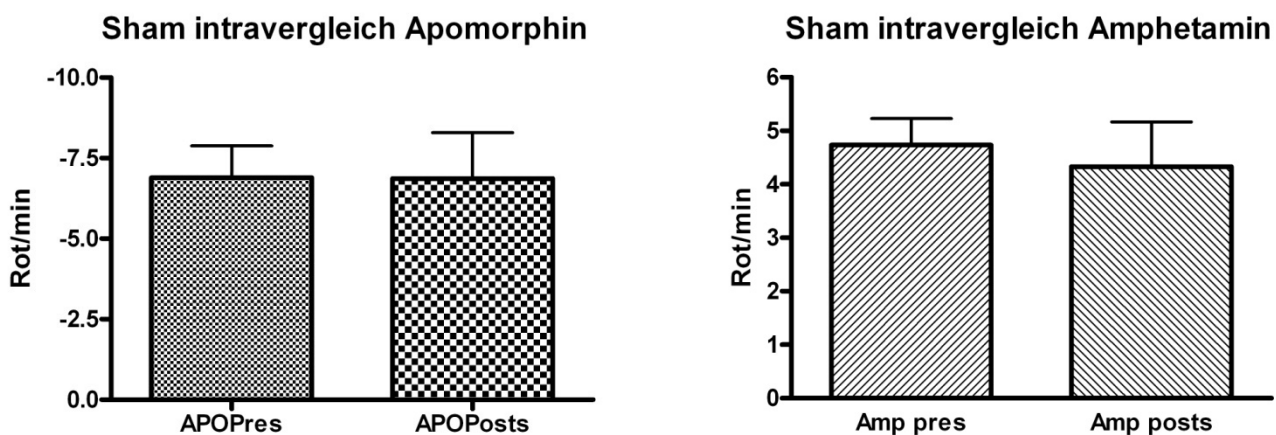 Sham intravergleich Apomorphin
Rot/min
-10.0
-7.5
-5.0
-2.5
0.0
APOPres APOPosts
Sham intravergleich Amphetamin
Rot/min
6
5
4
3
2
1
0
Amp pres Amp posts